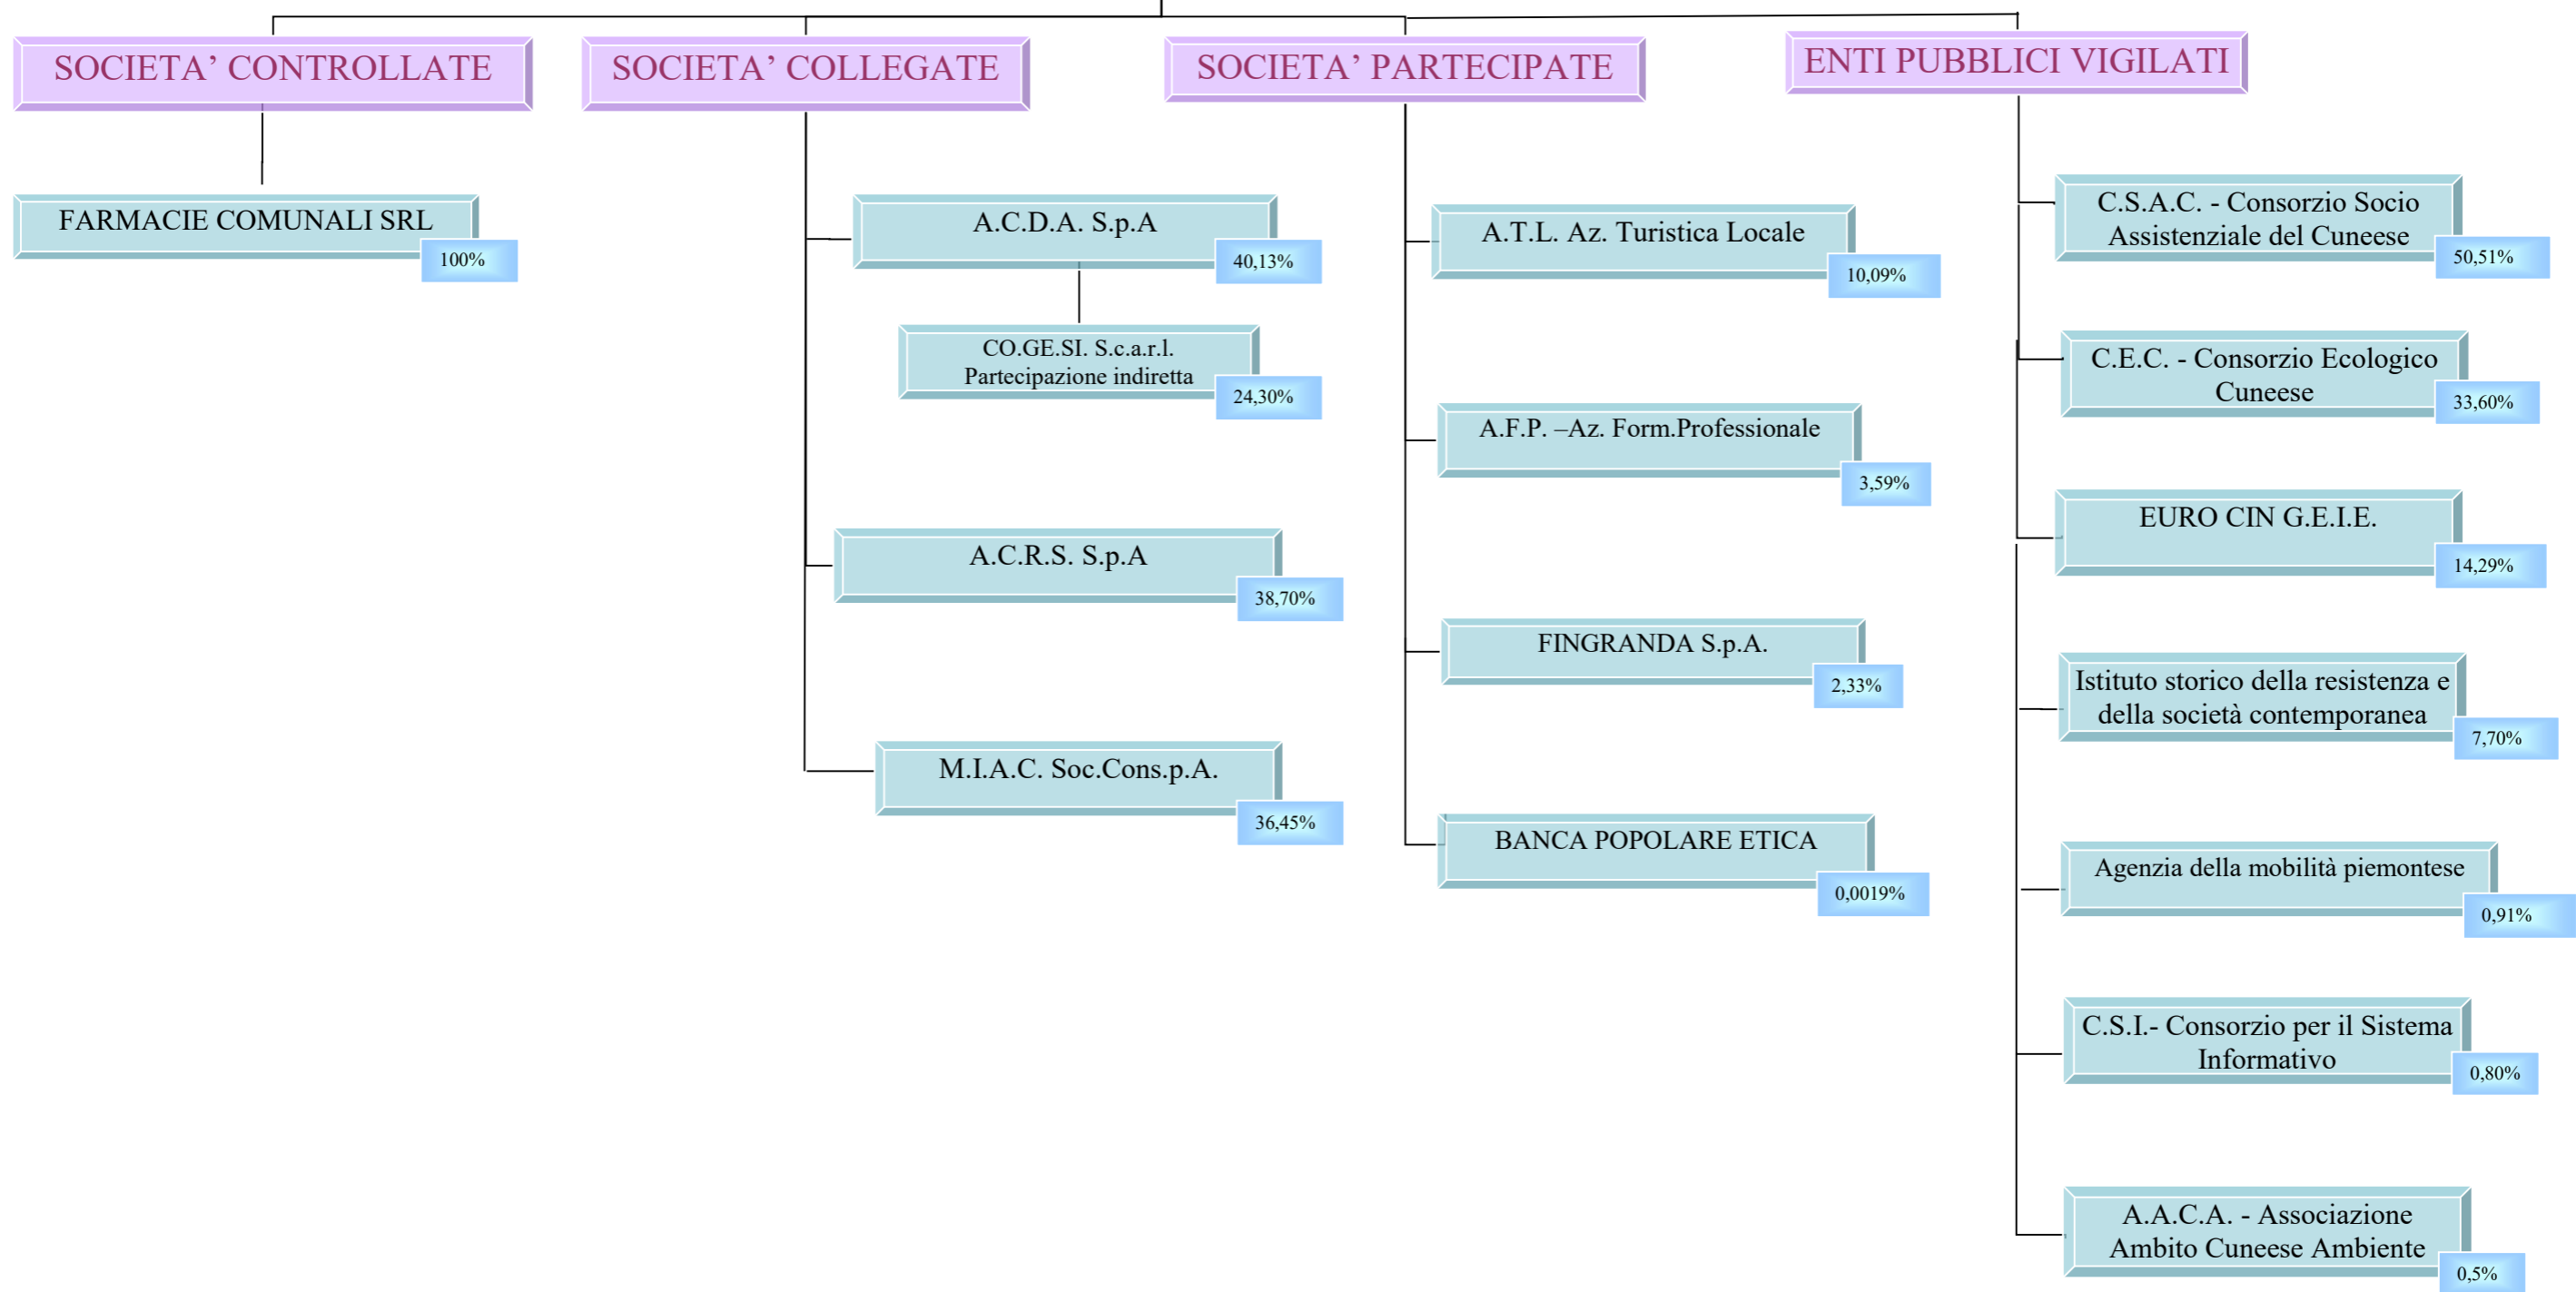 SOCIETA’ CONTROLLATE
FARMACIE COMUNALI SRL
100%
SOCIETA’ COLLEGATE
A.C.D.A. S.p.A
40,13%
CO.GE.SI. S.c.a.r.l.
Partecipazione indiretta
24,30%
A.C.R.S. S.p.A
38,70%
M.I.A.C. Soc.Cons.p.A.
36,45%
SOCIETA’ PARTECIPATE
A.T.L. Az. Turistica Locale
10,09%
A.F.P. –Az. Form.Professionale
3,59%
FINGRANDA S.p.A.
2,33%
BANCA POPOLARE ETICA
0,0019%
ENTI PUBBLICI VIGILATI
C.S.A.C. - Consorzio Socio
Assistenziale del Cuneese
50,51%
C.E.C. - Consorzio Ecologico
Cuneese
33,60%
EURO CIN G.E.I.E.
14,29%
Istituto storico della resistenza e
della società contemporanea
7,70%
Agenzia della mobilità piemontese
0,91%
C.S.I.- Consorzio per il Sistema
Informativo
0,80%
A.A.C.A. - Associazione
Ambito Cuneese Ambiente
0,5%